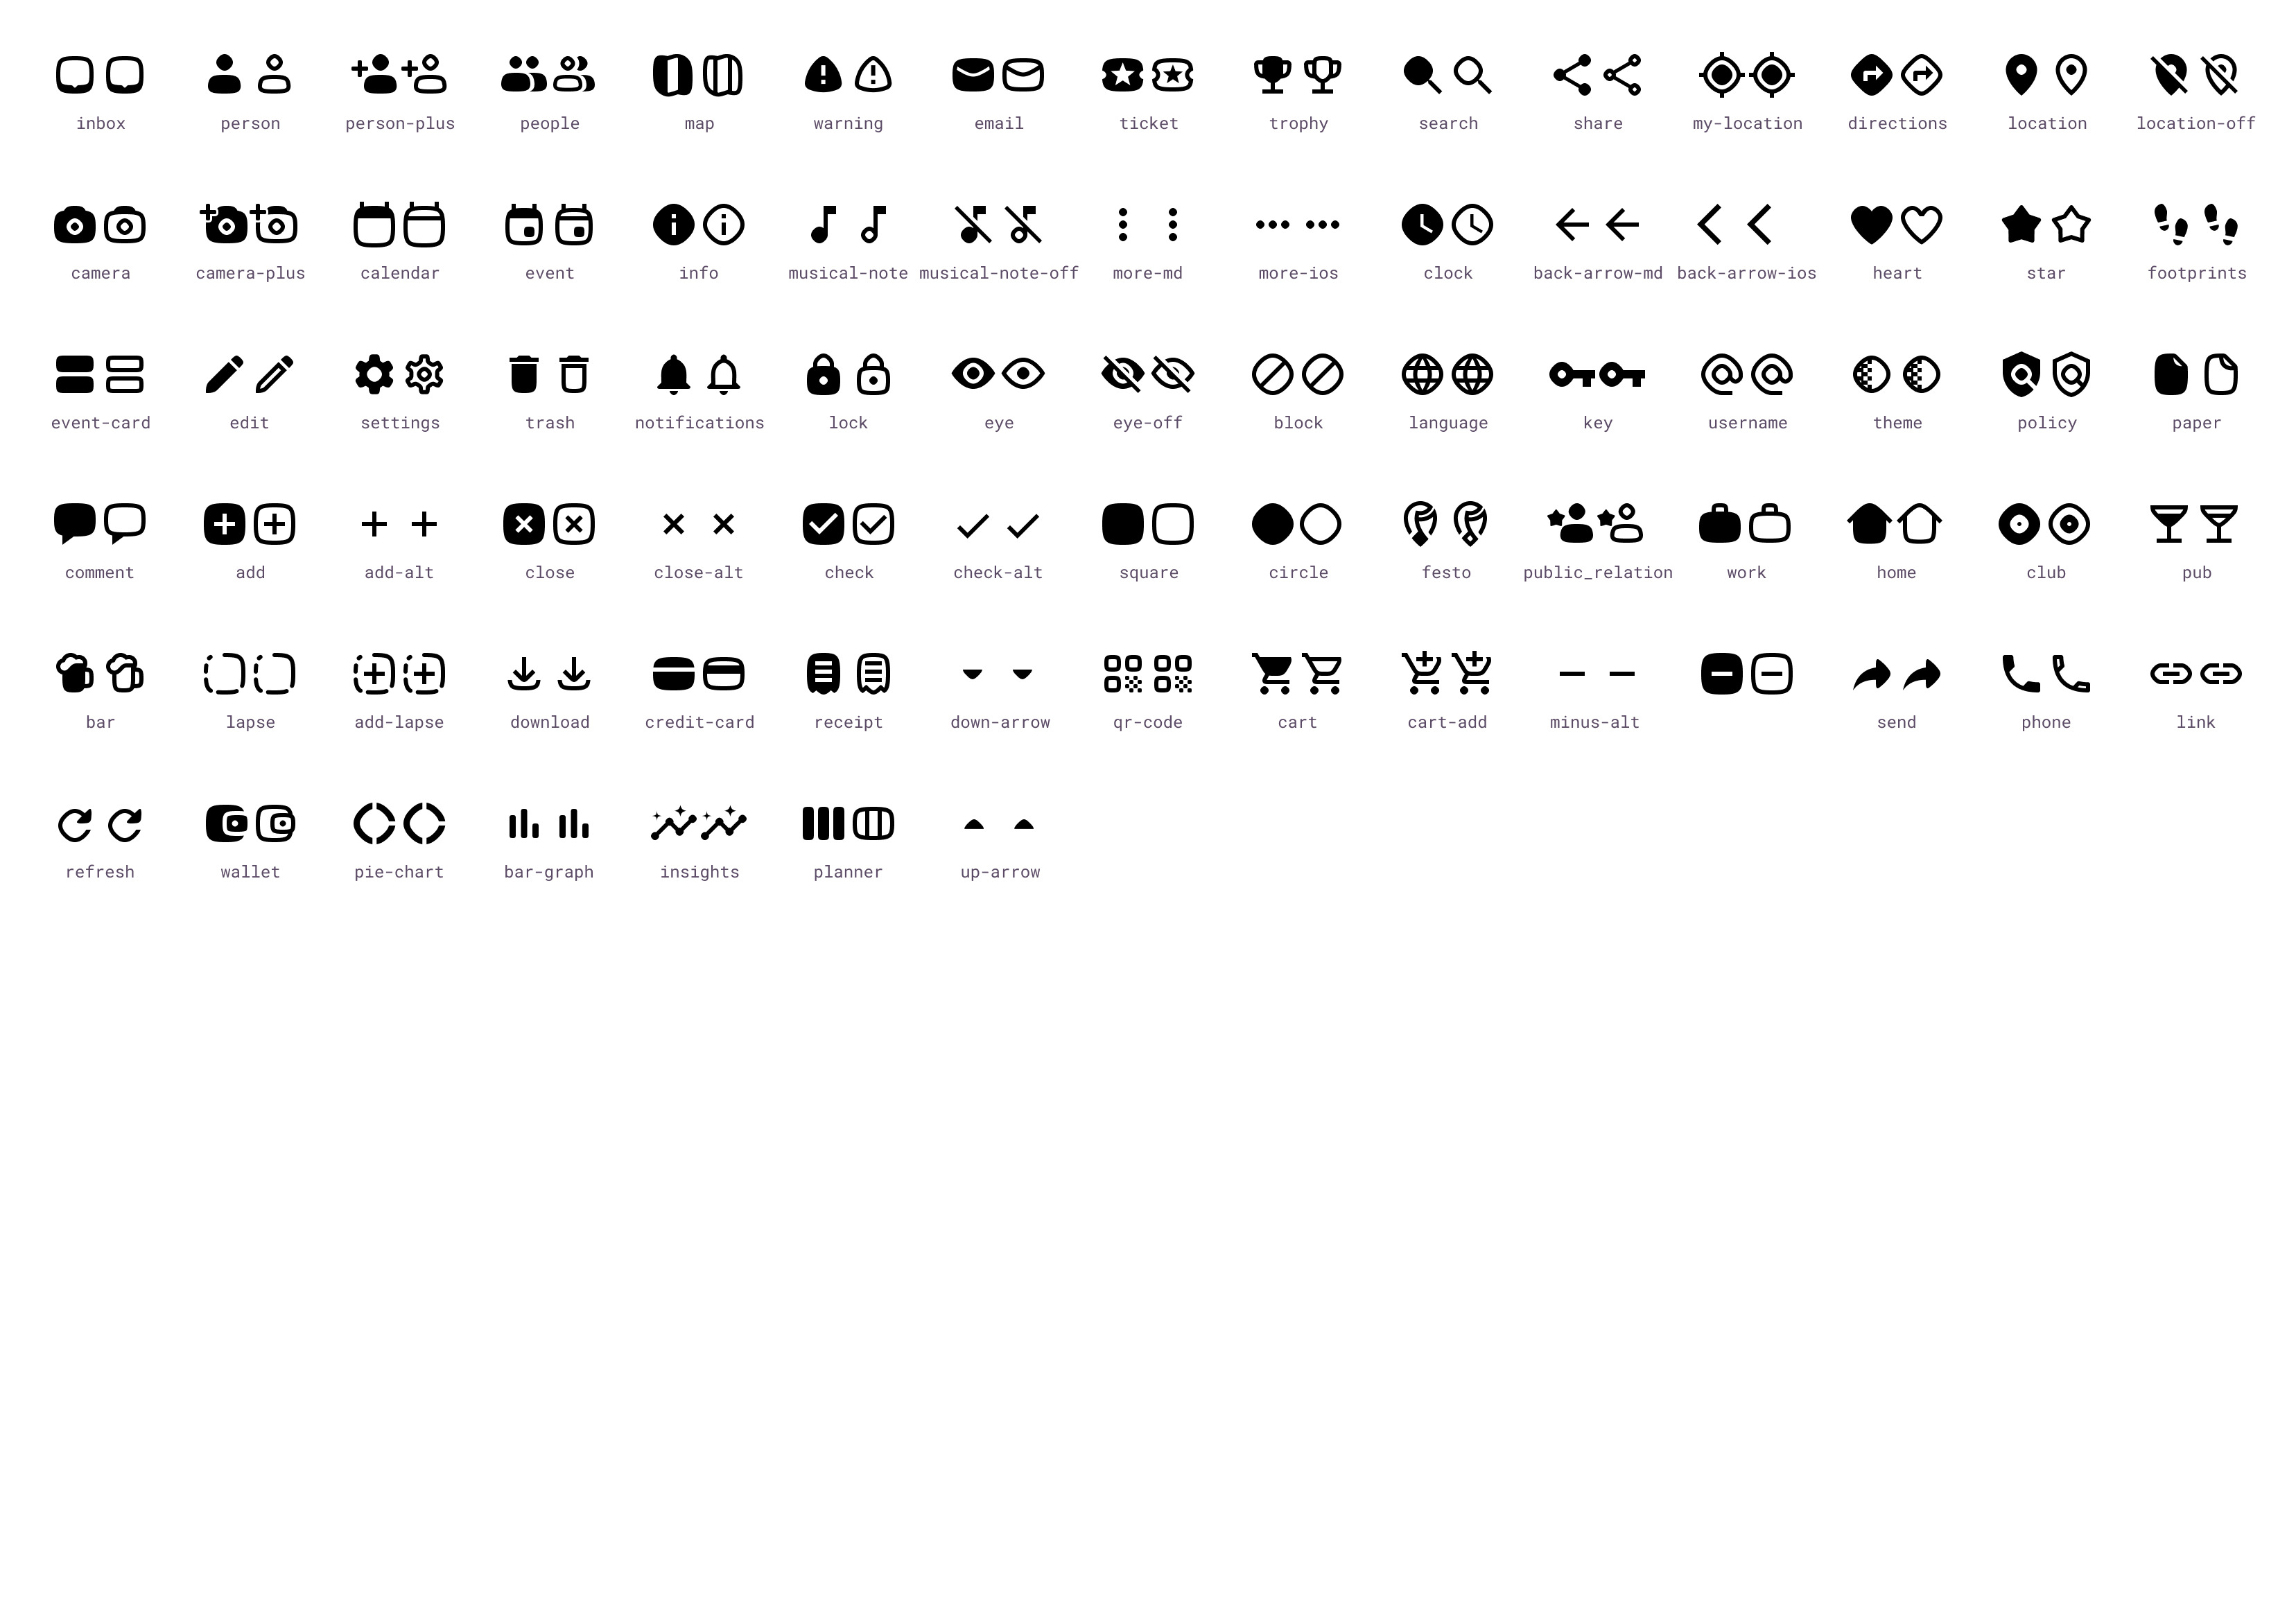 inbox person person-plus people map warning email ticket trophy search share my-location directions location location-off
camera camera-plus calendar event info musical-note musical-note-off more-md more-ios clock back-arrow-md back-arrow-ios heart star footprints
event-card edit settings trash notifications lock eye eye-off block language key username theme policy paper
comment add add-alt close close-alt check check-alt square circle festo public_relation work home club pub
bar lapse add-lapse download credit-card receipt down-arrow qr-code cart cart-add minus-alt send phone link
refresh wallet pie-chart bar-graph insights planner up-arrow